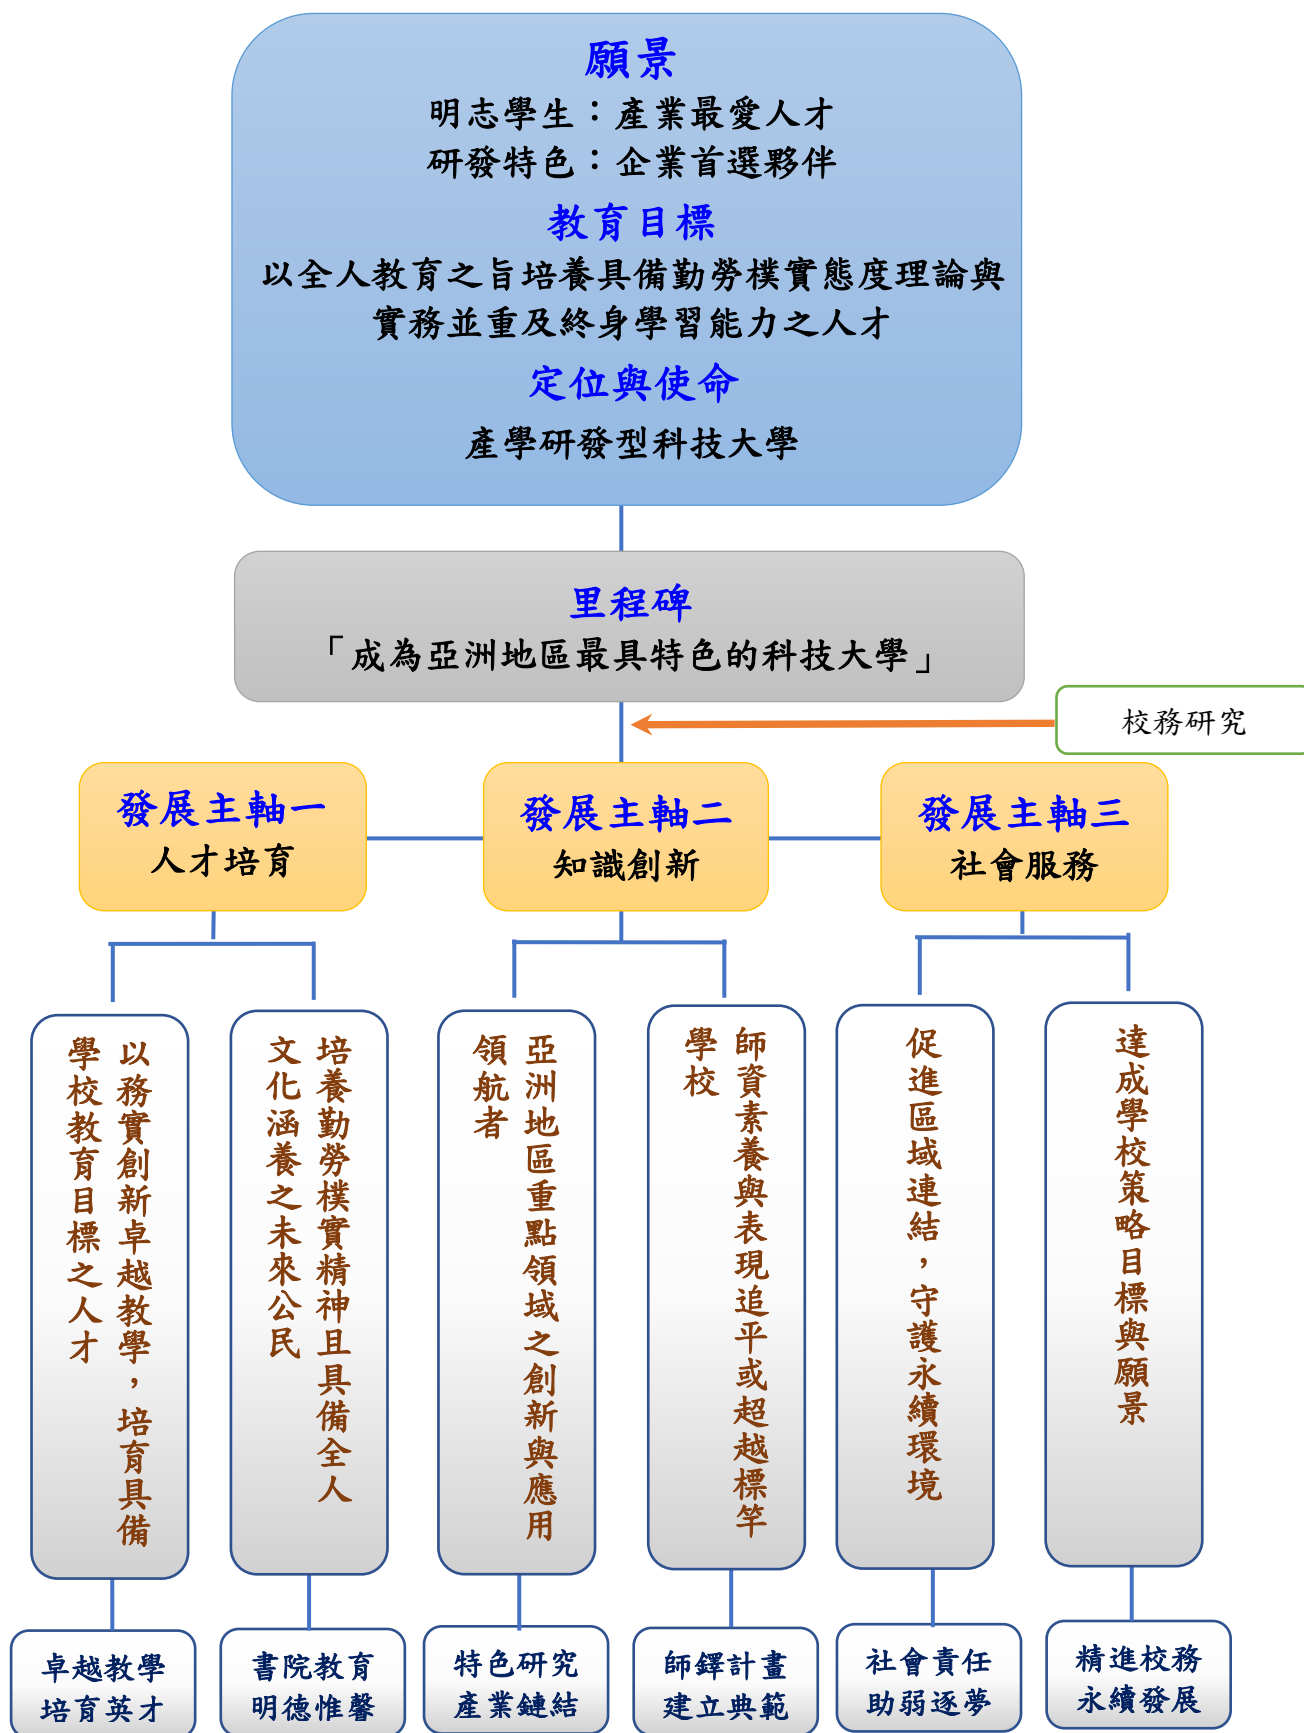 願景
明志學生：產業最愛人才
研發特色：企業首選夥伴
教育目標
以全人教育之旨培養具備勤勞樸實態度理論與
實務並重及終身學習能力之人才
定位與使命
產學研發型科技大學
里程碑
「成為亞洲地區最具特色的科技大學」
校務研究
發展主軸一
人才培育
發展主軸二
知識創新
發展主軸三
社會服務
以務實創新卓越教學，培育具備
學校教育目標之人才
培養勤勞樸實精神且具備全人
文化涵養之未來公民
亞洲地區重點領域之創新與應用
領航者
師資素養與表現追平或超越標竿
學校
促進區域連結，守護永續環境
達成學校策略目標與願景
卓越教學
培育英才
書院教育
明德惟馨
特色研究
產業鏈結
師鐸計畫
建立典範
社會責任
助弱逐夢
精進校務
永續發展